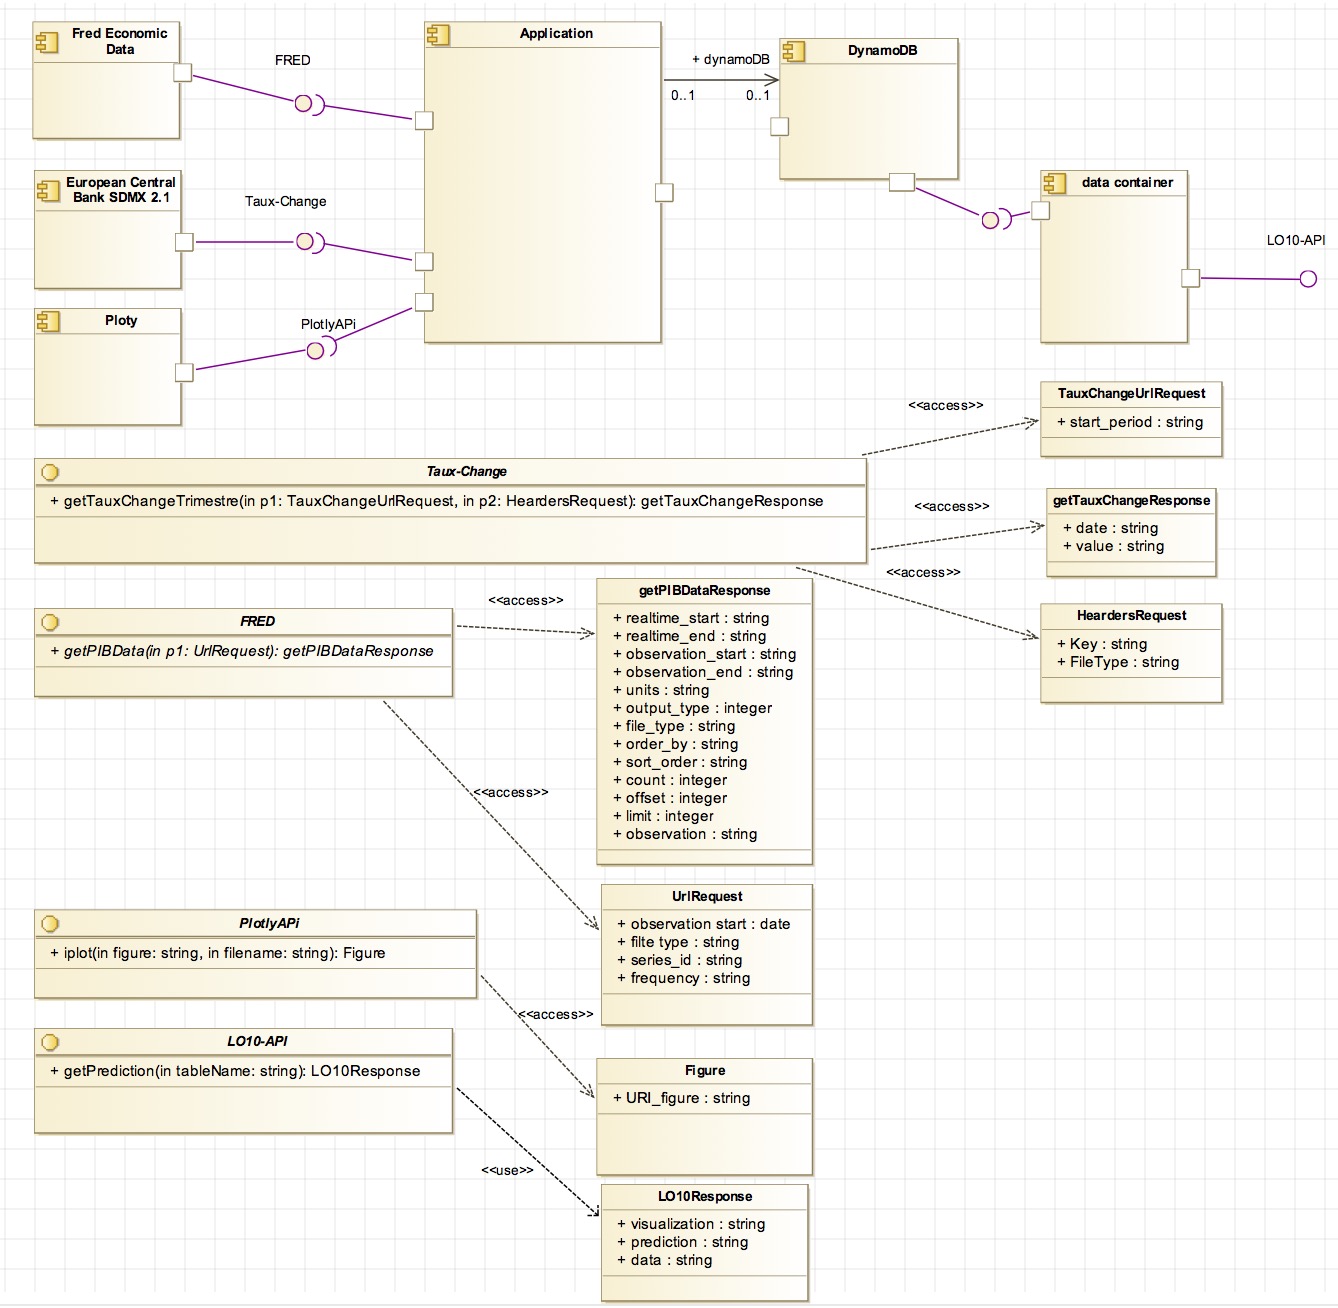 Fred Economic
Data
FRED
Application
+ dynamoDB
0..1
0..1
DynamoDB
European Central
Bank SDMX 2.1
Taux-Change
data container
LO10-API
Ploty
PlotlyAPi
<<access>>
TauxChangeUrlRequest
+ start_period : string
Taux-Change
+ getTauxChangeTrimestre(in p1: TauxChangeUrlRequest, in p2: HeardersRequest): getTauxChangeResponse
<<access>>
getTauxChangeResponse
+ date : string
+ value : string
<<access>>
HeardersRequest
+ Key : string
+ FileType : string
FRED
+ getPIBData(in p1: UrlRequest): getPIBDataResponse
<<access>>
getPIBDataResponse
+ realtime_start : string
+ realtime_end : string
+ observation_start : string
+ observation_end : string
+ units : string
+ output_type : integer
+ file_type : string
+ order_by : string
+ sort_order : string
+ count : integer
+ offset : integer
+ limit : integer
+ observation : string
<<access>>
UrlRequest
+ observation start : date
+ filte type : string
+ series_id : string
+ frequency : string
PlotlyAPi
+ iplot(in figure: string, in filename: string): Figure
<<access>>
LO10-API
+ getPrediction(in tableName: string): LO10Response
Figure
+ URI_figure : string
<<use>>
LO10Response
+ visualization : string
+ prediction : string
+ data : string